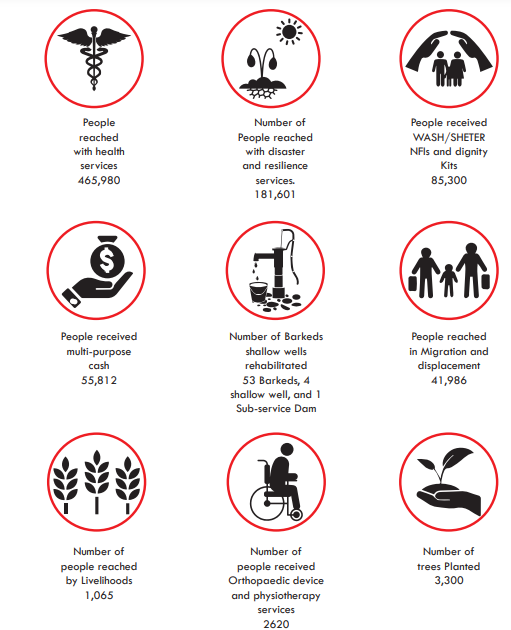 People
reached
with health
services
465,980
Number of
People reached
with disaster
and resilience
services.
181,601
People received
WASH/SHETER
NFIs and dignity
Kits
85,300
People received
multi-purpose
cash
55,812
Number of Barkeds
shallow wells
rehabilitated
53 Barkeds, 4
shallow well, and 1
Sub-service Dam
People reached
in Migration and
displacement
41,986
Number of
people reached
by Livelihoods
1,065
Number of
people received
Orthopaedic device
and physiotherapy
services
2620
Number of
trees Planted
3,300